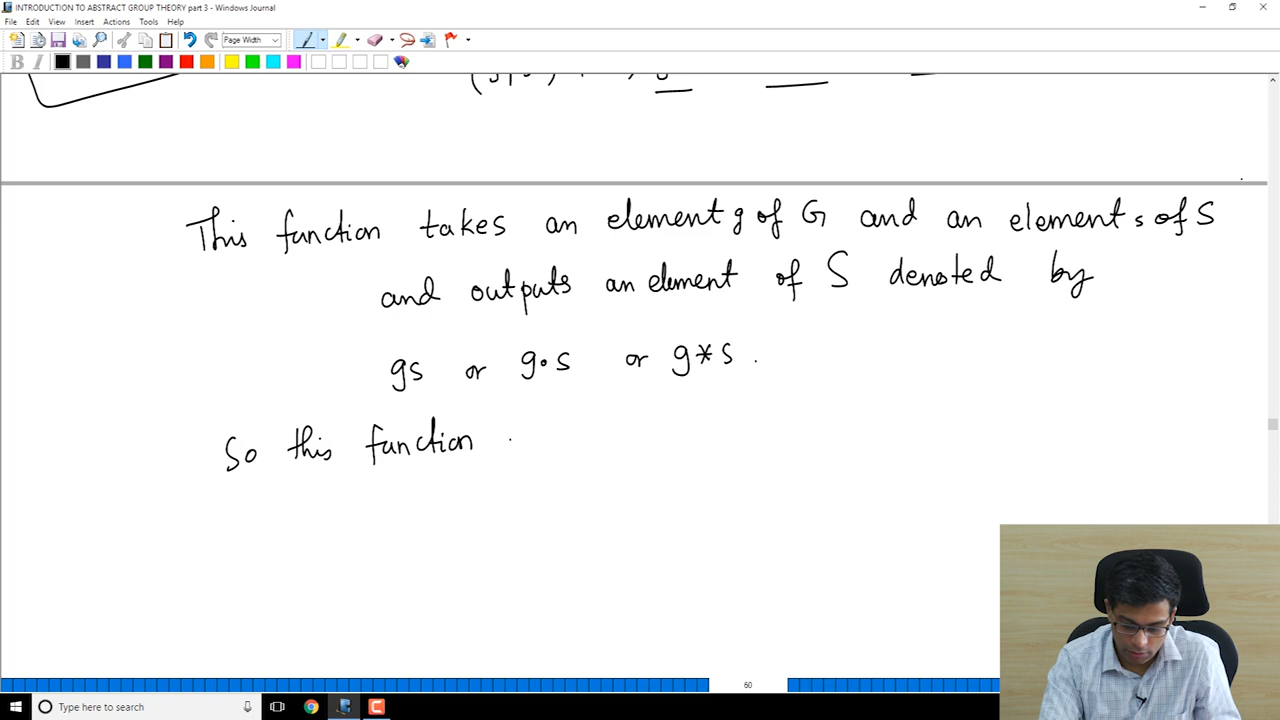 INTRODUCTION TO ABSTRACT GROUP THEORY part 3 - Windows Journal
File Edit View Insert Actions Tools Help
Page Width
B I
This function takes an element g of G and an element s of S
and outputs an element of S denoted by
gs or g•s or g*s.
So this function
60
Type here to search